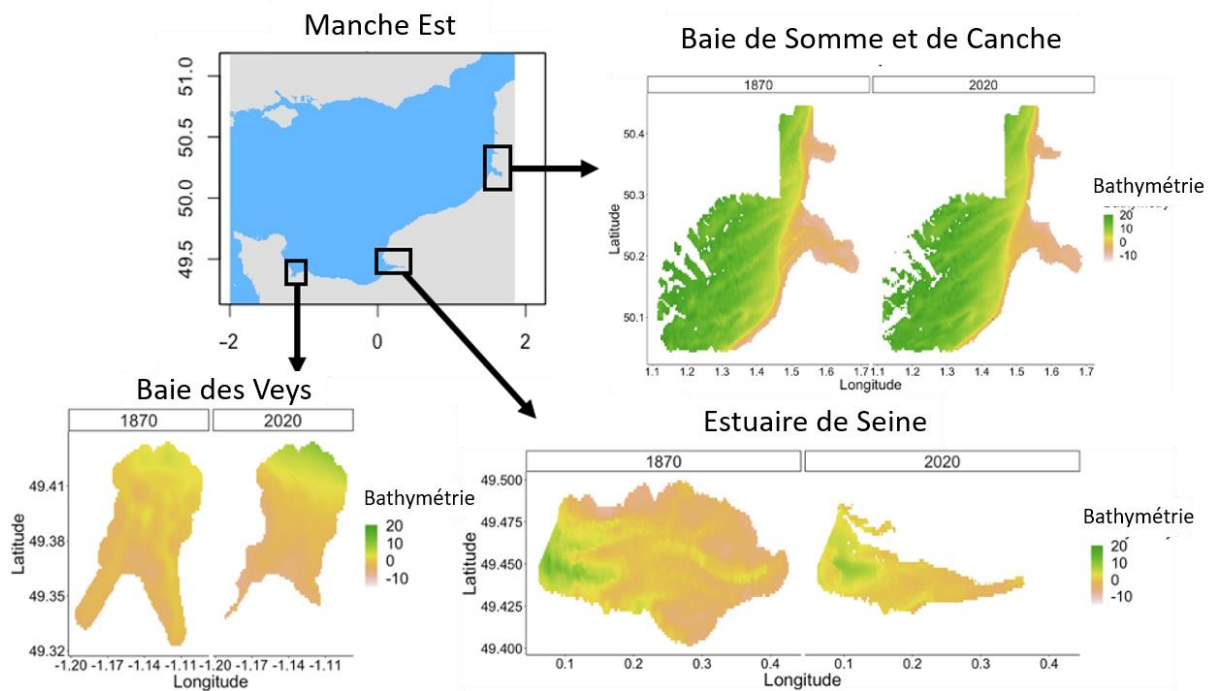 Manche Est
51.0
50.5
50.0
49.5
-2
0
2
Baie de Somme et de Canche
1870
2020
50.4
50.3
50.2
50.1
Latitude
1.1 1.2 1.3 1.4 1.5 1.6 1.71.1 1.2 1.3 1.4 1.5 1.6 1.7
Longitude
Bathymétrie
20
10
0
-10
Baie des Veys
1870
2020
49.41
49.38
49.35
49.32
Latitude
-1.20 -1.17 -1.14 -1.11 -1.20 -1.17 -1.14 -1.11
Longitude
Bathymétrie
20
10
0
-10
Estuaire de Seine
1870
2020
49.500
49.475
49.450
49.425
49.400
Latitude
0.1 0.2 0.3 0.4 0.1 0.2 0.3 0.4
Longitude
Bathymétrie
20
10
0
-10